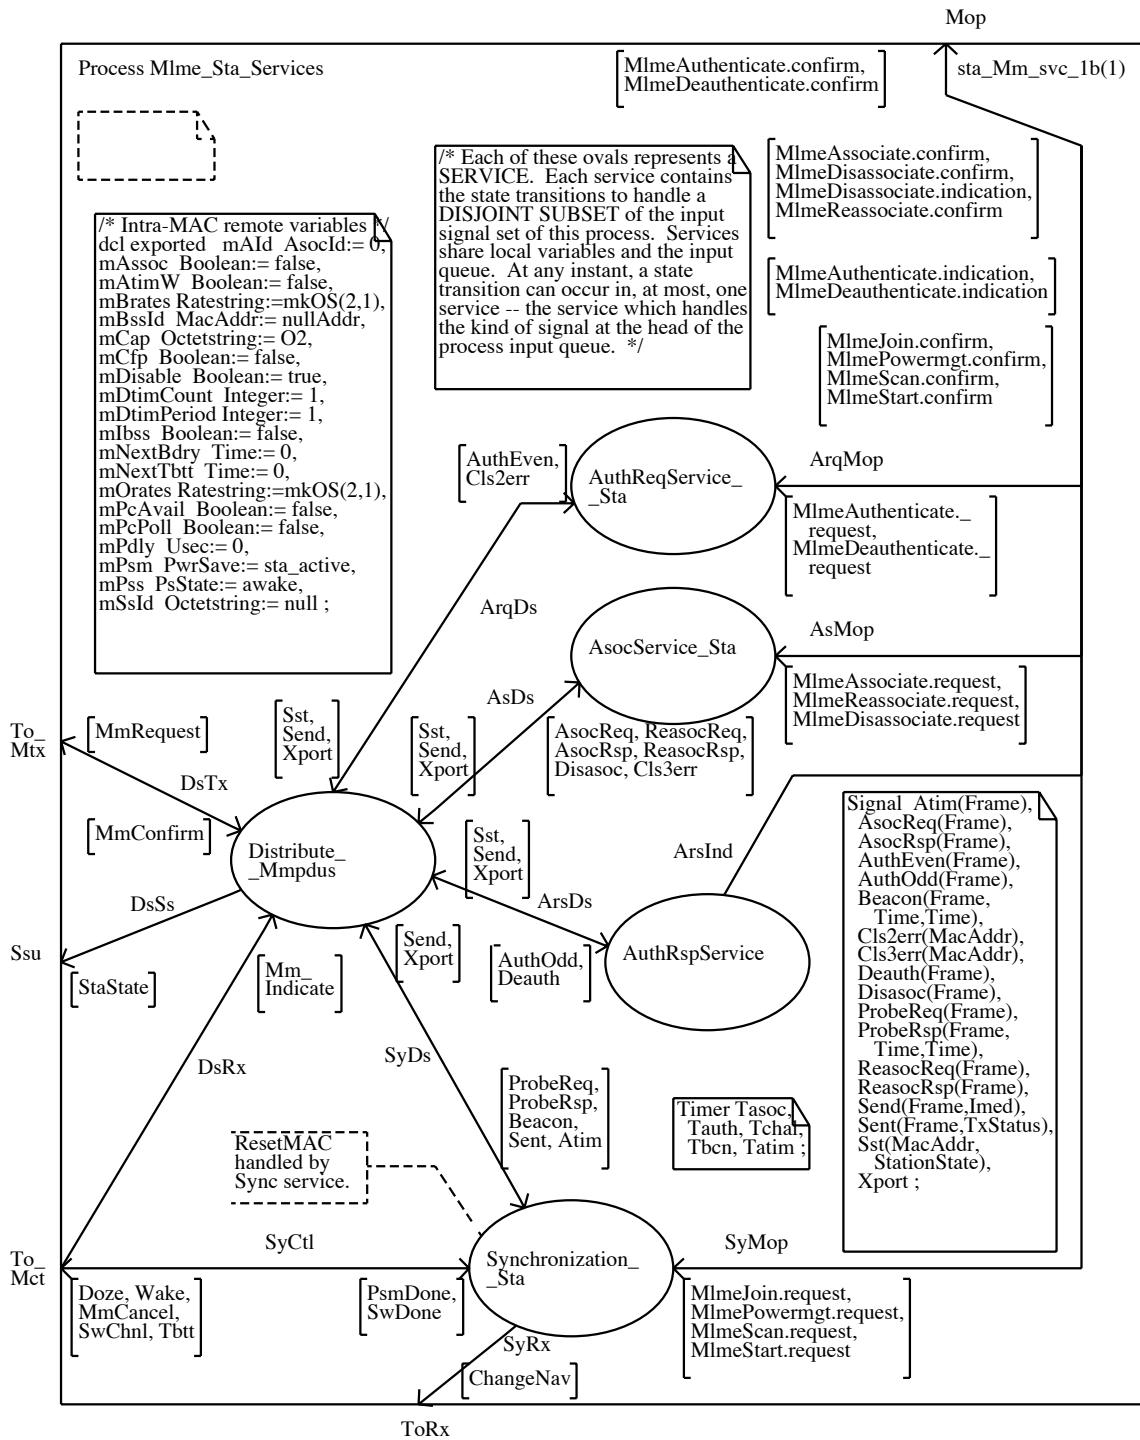 Mop
Process Mlme_Sta_Services
MlmeAuthenticate.confirm,
MlmeDeauthenticate.confirm
sta_Mm_svc_1b(1)
/* Intra-MAC remote variables */
dcl exported mAId AsocId:= 0,
mAssoc Boolean:= false,
mAtimW Boolean:= false,
mBrates Ratestring:=mkOS(2,1),
mBssId MacAddr:= nullAddr,
mCap Octetstring:= O2,
mCfp Boolean:= false,
mDisable Boolean:= true,
mDtimCount Integer:= 1,
mDtimPeriod Integer:= 1,
mIbss Boolean:= false,
mNextBdry Time:= 0,
mNextTbtt Time:= 0,
mOrates Ratestring:=mkOS(2,1),
mPcAvail Boolean:= false,
mPcPoll Boolean:= false,
mPdly Usec:= 0,
mPsm PwrSave:= sta_active,
mPss PsState:= awake,
mSsId Octetstring:= null ;
/* Each of these ovals represents a
SERVICE. Each service contains
the state transitions to handle a
DISJOINT SUBSET of the input
signal set of this process. Services
share local variables and the input
queue. At any instant, a state
transition can occur in, at most, one
service -- the service which handles
the kind of signal at the head of the
process input queue. */
MlmeAssociate.confirm,
MlmeDisassociate.confirm,
MlmeDisassociate.indication,
MlmeReassociate.confirm
MlmeAuthenticate.indication,
MlmeDeauthenticate.indication
MlmeJoin.confirm,
MlmePowermgt.confirm,
MlmeScan.confirm,
MlmeStart.confirm
AuthEven,
Cls2err
AuthReqService_
_Sta
ArqMop
MlmeAuthenticate._
request,
MlmeDeauthenticate._
request
ArqDs
AsocService_Sta
AsMop
MlmeAssociate.request,
MlmeReassociate.request,
MlmeDisassociate.request
AsDs
To_
Mtx
MmRequest
Sst,
Send,
Xport
Sst,
Send,
Xport
AsocReq, ReasocReq,
AsocRsp, ReasocRsp,
Disasoc, Cls3err
DsTx
MmConfirm
Distribute_
_Mmpdus
Sst,
Send,
Xport
ArsInd
ArsDs
DsSs
Ssu
StaState
Mm_
Indicate
Send,
Xport
AuthOdd,
Deauth
AuthRspService
Signal Atim(Frame),
AsocReq(Frame),
AsocRsp(Frame),
AuthEven(Frame),
AuthOdd(Frame),
Beacon(Frame,
Time,Time),
Cls2err(MacAddr),
Cls3err(MacAddr),
Deauth(Frame),
Disasoc(Frame),
ProbeReq(Frame),
ProbeRsp(Frame,
Time,Time),
ReasocReq(Frame),
ReasocRsp(Frame),
Send(Frame,Imed),
Sent(Frame,TxStatus),
Sst(MacAddr,
StationState),
Xport ;
DsRx
SyDs
ProbeReq,
ProbeRsp,
Beacon,
Sent, Atim
Timer Tasoc,
Tauth, Tchal,
Tbcn, Tatim ;
ResetMAC
handled by
Sync service.
To_
Mct
SyCtl
Synchronization_
_Sta
SyMop
Doze, Wake,
MmCancel,
SwChnl, Tbtt
PsmDone,
SwDone
MlmeJoin.request,
MlmePowermgt.request,
MlmeScan.request,
MlmeStart.request
SyRx
ChangeNav
ToRx